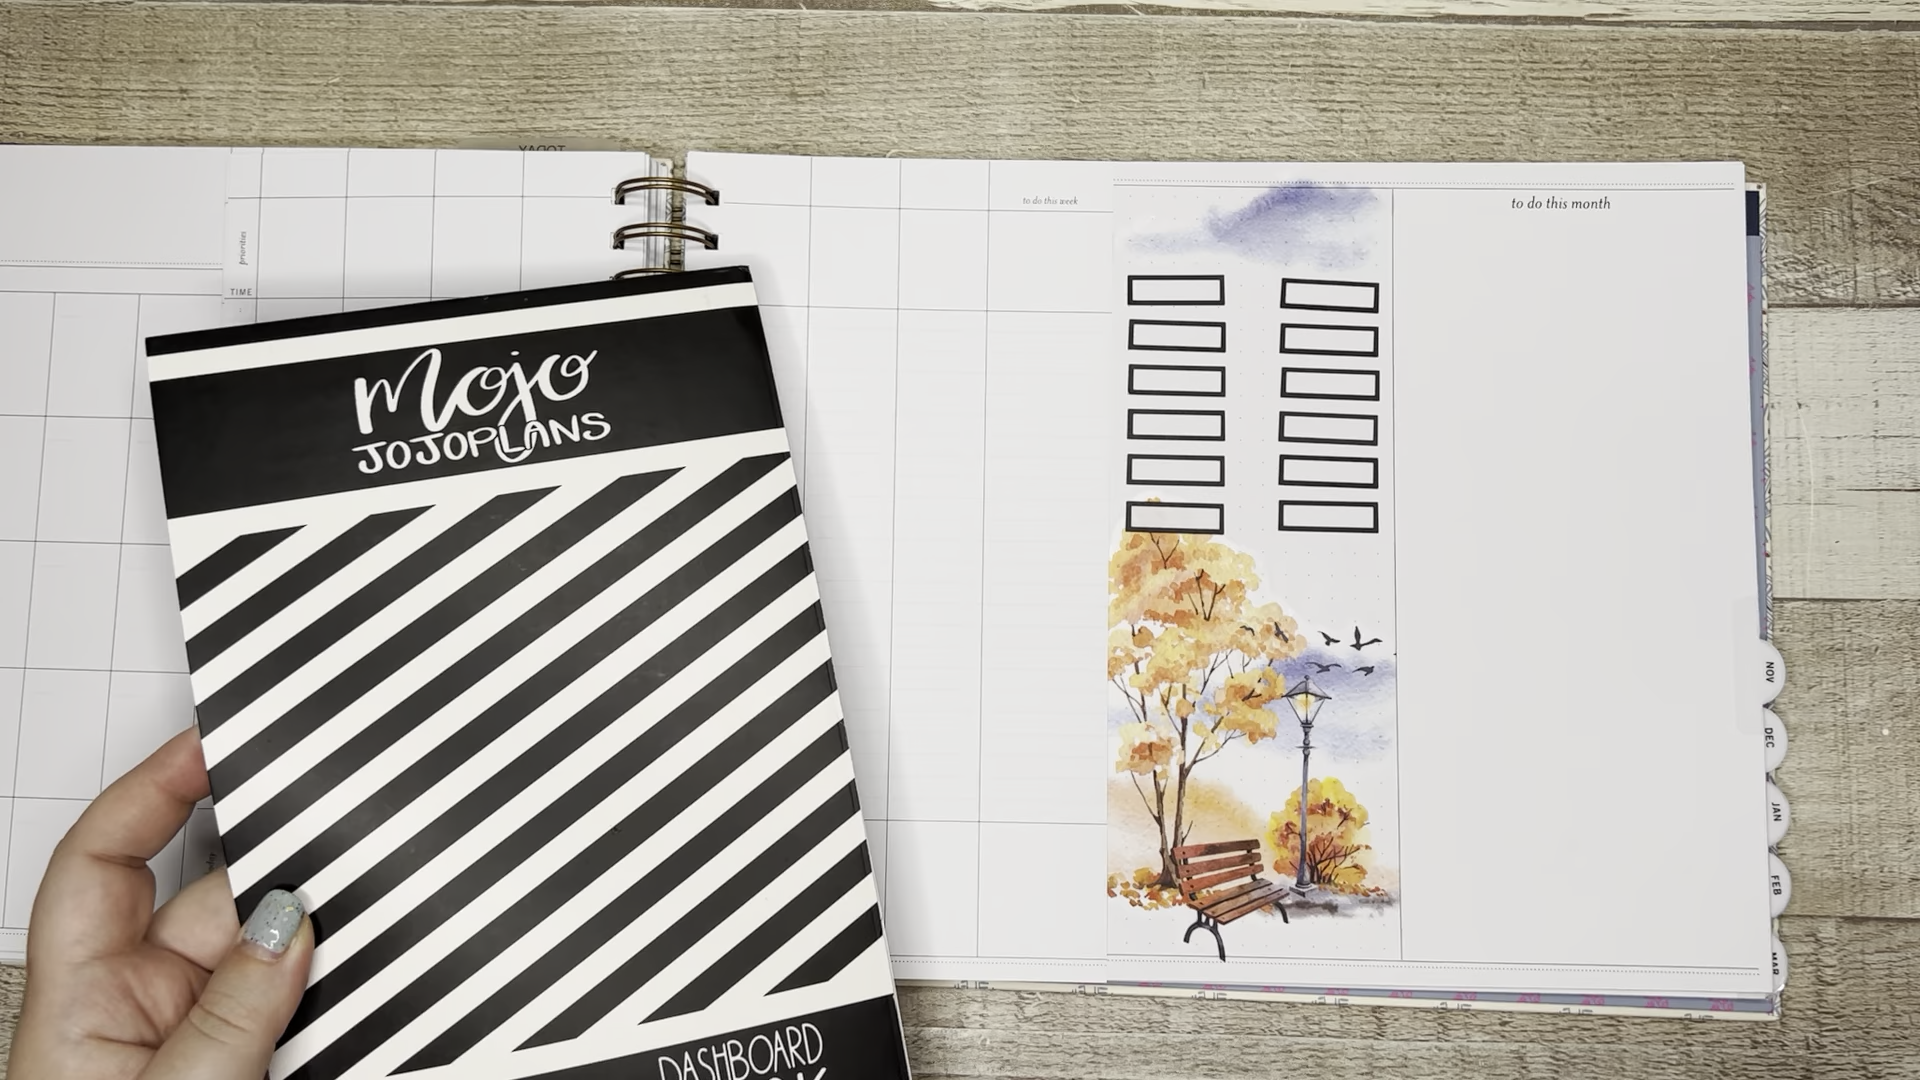 TODAY
to do this week
to do this month
priorities
TIME
Mojo
JOJOPLANS
NOV
DEC
JAN
FEB
MAR
DASHBOARD